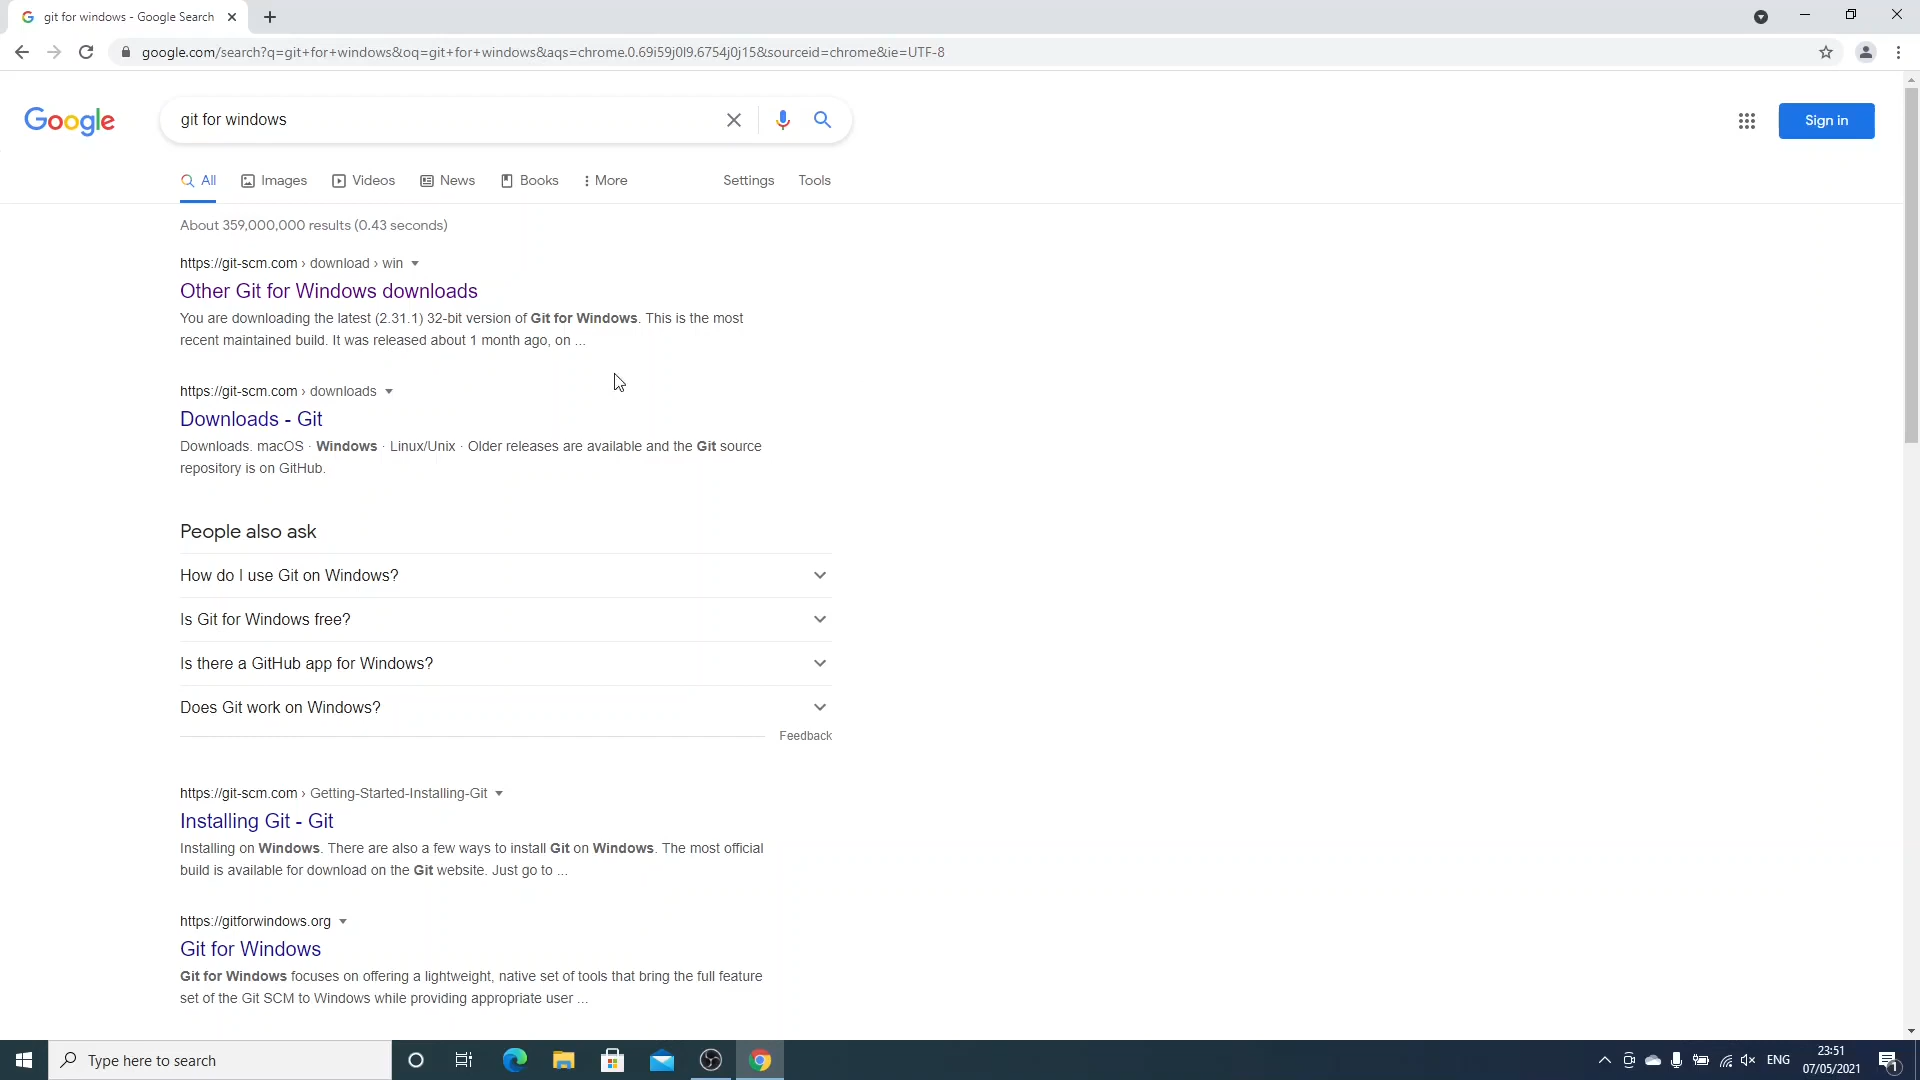 git for windows - Google Search
google.com/search?q=git+for+windows&oq=git+for+windows&aqs=chrome.0.69i59j0l9.6754j0j15&sourceid=chrome&ie=UTF-8
Google
git for windows
Sign in
All Images Videos News Books More Settings Tools
About 359,000,000 results (0.43 seconds)
https://git-scm.com › download › win
Other Git for Windows downloads
You are downloading the latest (2.31.1) 32-bit version of Git for Windows. This is the most
recent maintained build. It was released about 1 month ago, on ...
https://git-scm.com › downloads
Downloads - Git
Downloads. macOS · Windows · Linux/Unix · Older releases are available and the Git source
repository is on GitHub.
People also ask
How do I use Git on Windows?
Is Git for Windows free?
Is there a GitHub app for Windows?
Does Git work on Windows?
Feedback
https://git-scm.com › Getting-Started-Installing-Git
Installing Git - Git
Installing on Windows. There are also a few ways to install Git on Windows. The most official
build is available for download on the Git website. Just go to ...
https://gitforwindows.org
Git for Windows
Git for Windows focuses on offering a lightweight, native set of tools that bring the full feature
set of the Git SCM to Windows while providing appropriate user ...
Type here to search
ENG
23:51
07/05/2021
1